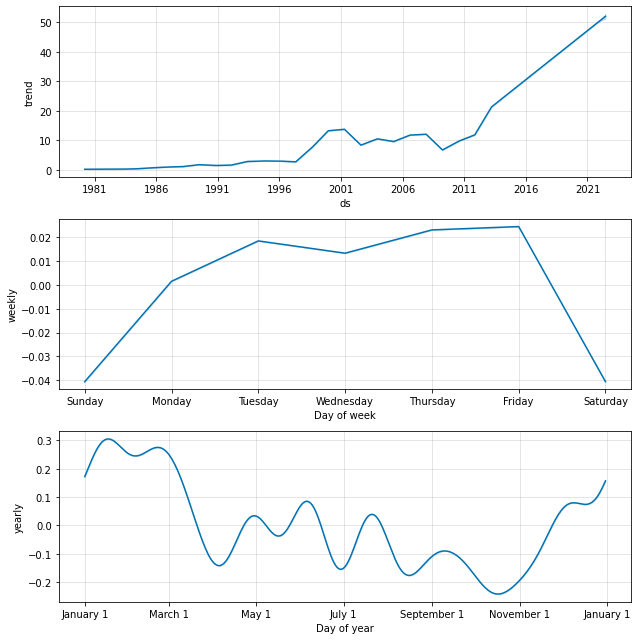 50
40
30
20
10
0
trend
1981 1986 1991 1996 2001 2006 2011 2016 2021
ds
0.02
0.01
0.00
−0.01
−0.02
−0.03
−0.04
weekly
Sunday Monday Tuesday Wednesday Thursday Friday Saturday
Day of week
0.3
0.2
0.1
0.0
−0.1
−0.2
yearly
January 1 March 1 May 1 July 1 September 1 November 1 January 1
Day of year